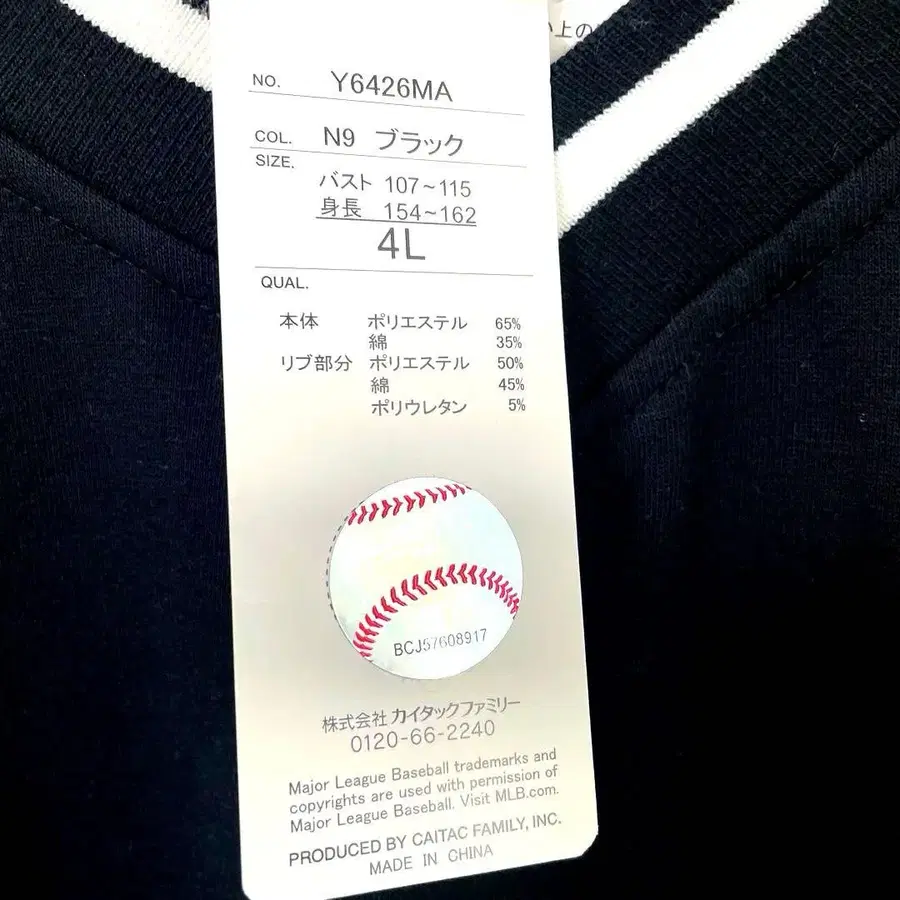 い上の
NO. Y6426MA
COL. N9 ブラック
SIZE.
バスト 107~115
身長 154~162
4L
QUAL.
本体 ポリエステル 65%
綿 35%
リブ部分 ポリエステル 50%
綿 45%
ポリウレタン 5%
BCJ57608917
株式会社 カイタックファミリー
0120-66-2240
Major League Baseball trademarks and
copyrights are used with permission of
Major League Baseball. Visit MLB.com.
PRODUCED BY CAITAC FAMILY, INC.
MADE IN CHINA